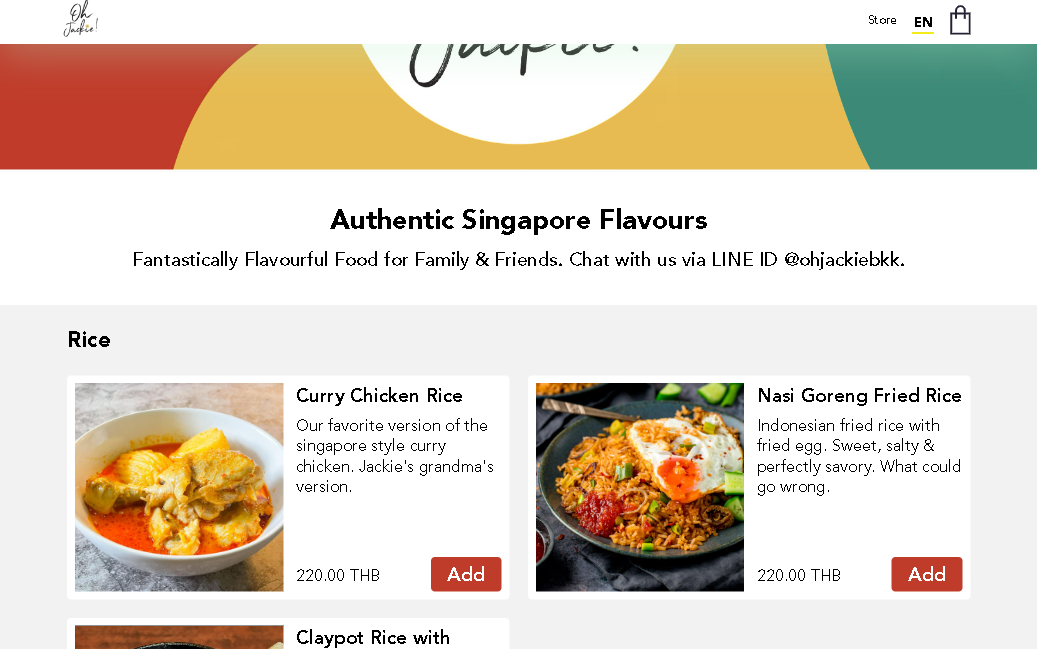 Oh
Jackie!
Store
EN
Jackie!
Authentic Singapore Flavours
Fantastically Flavourful Food for Family & Friends. Chat with us via LINE ID @ohjackiebkk.
Rice
Curry Chicken Rice
Our favorite version of the
singapore style curry
chicken. Jackie's grandma's
version.
220.00 THB
Add
Nasi Goreng Fried Rice
Indonesian fried rice with
fried egg. Sweet, salty &
perfectly savory. What could
go wrong.
220.00 THB
Add
Claypot Rice with